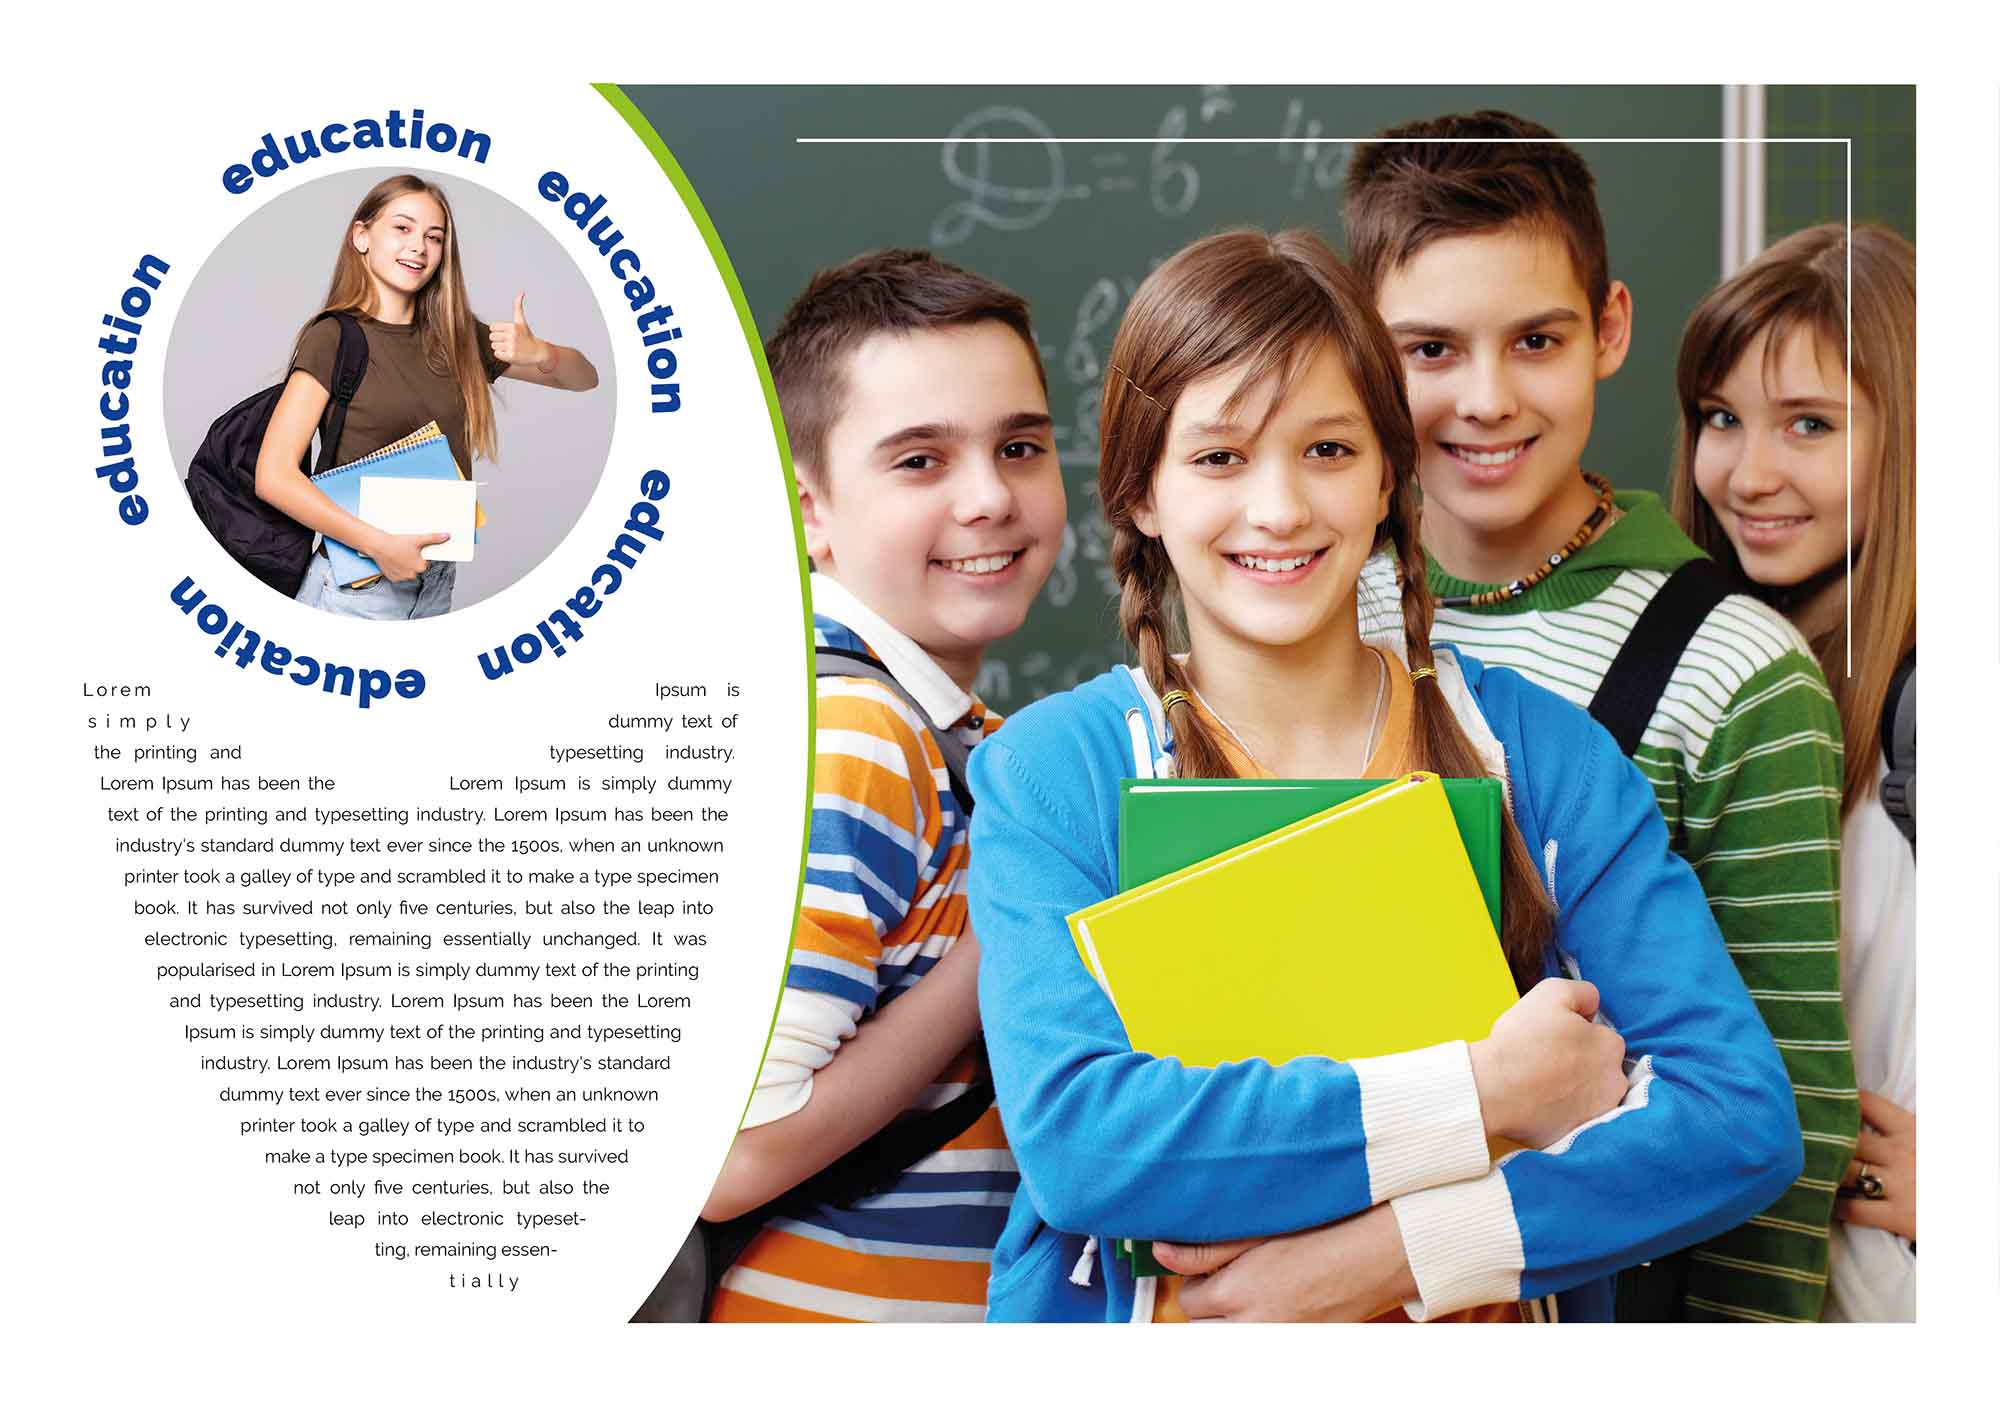 education
education
education
education
education
education
D = b² - 4ac
Lorem Ipsum is
simply dummy text of
the printing and typesetting industry.
Lorem Ipsum has been the Lorem Ipsum is simply dummy
text of the printing and typesetting industry. Lorem Ipsum has been the
industry's standard dummy text ever since the 1500s, when an unknown
printer took a galley of type and scrambled it to make a type specimen
book. It has survived not only five centuries, but also the leap into
electronic typesetting, remaining essentially unchanged. It was
popularised in Lorem Ipsum is simply dummy text of the printing
and typesetting industry. Lorem Ipsum has been the Lorem
Ipsum is simply dummy text of the printing and typesetting
industry. Lorem Ipsum has been the industry's standard
dummy text ever since the 1500s, when an unknown
printer took a galley of type and scrambled it to
make a type specimen book. It has survived
not only five centuries, but also the
leap into electronic typeset-
ting, remaining essen-
tially